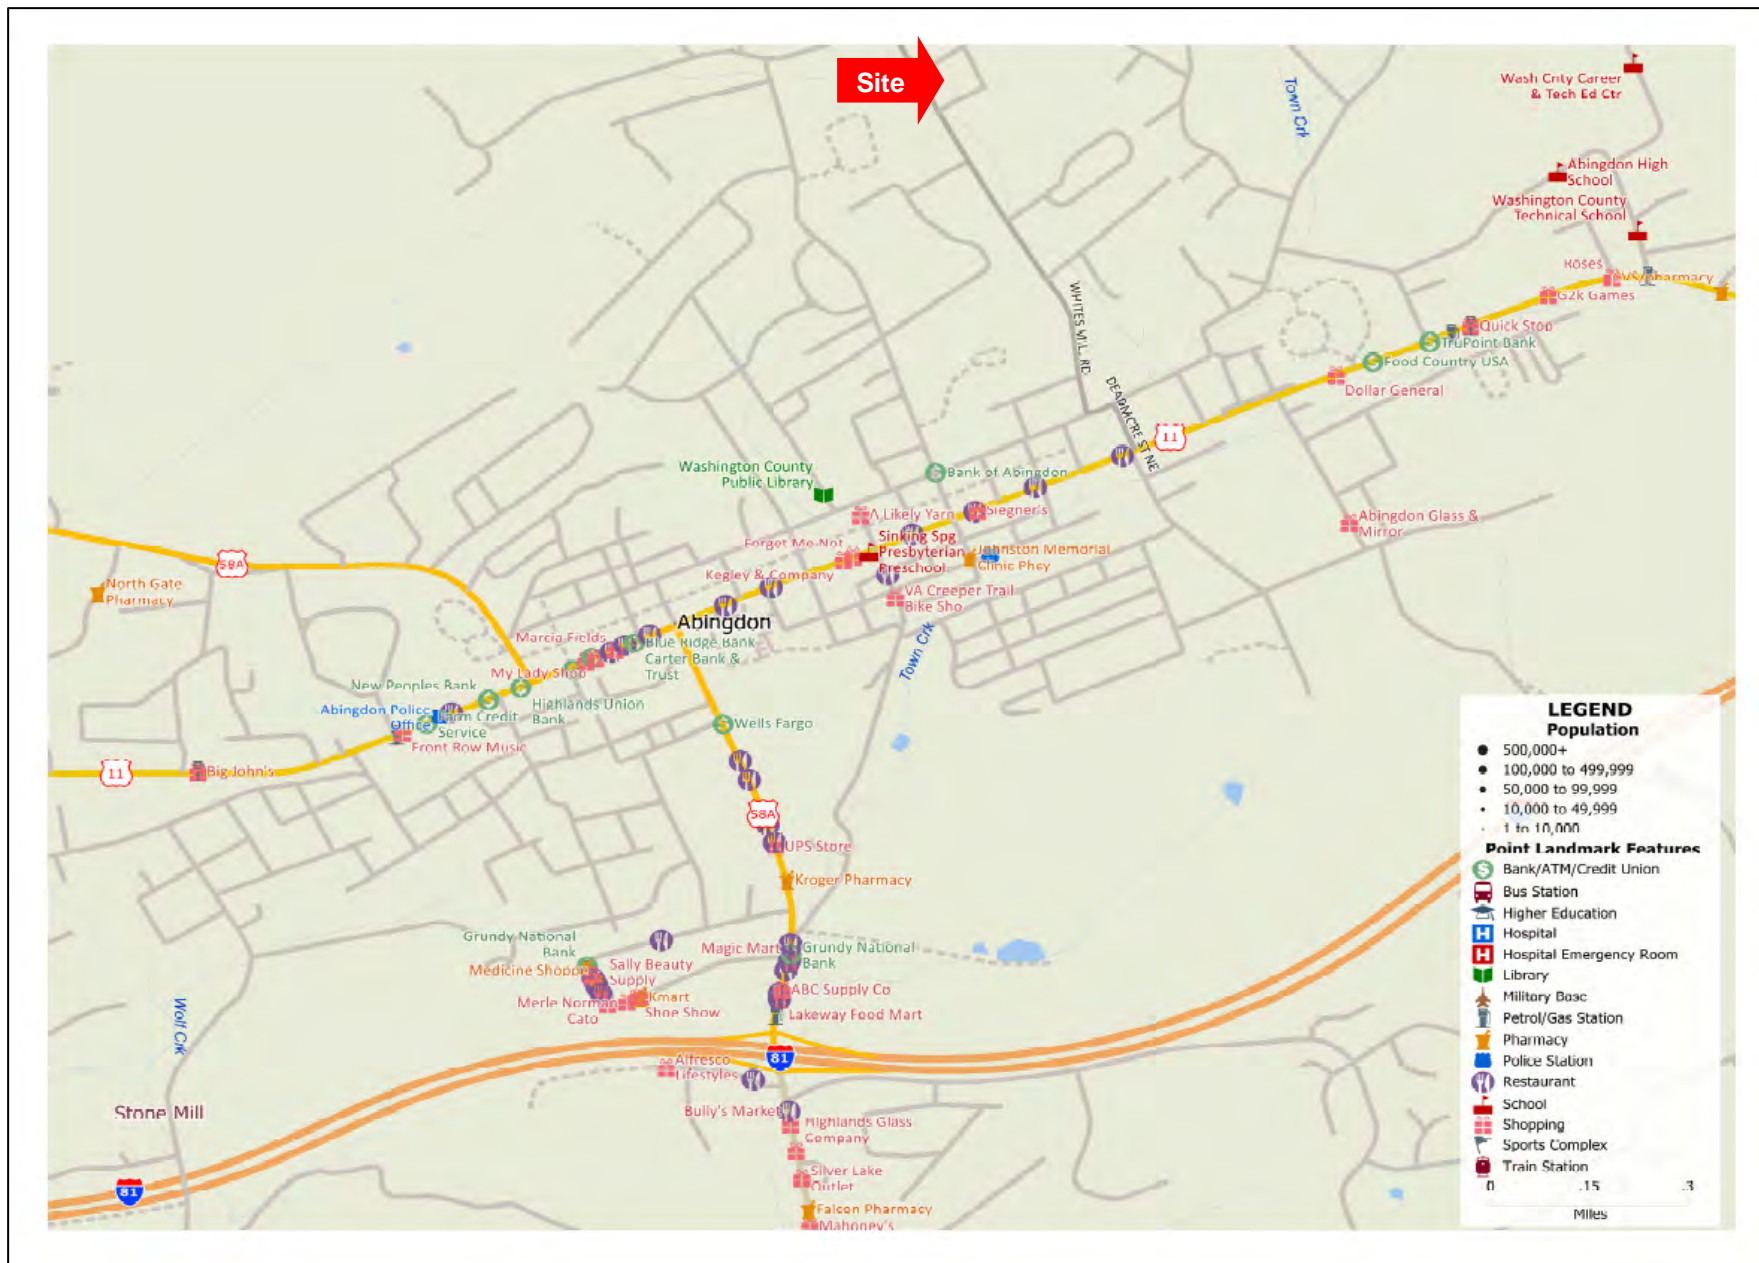 Site
Town Crk
Wash Cnty Career
& Tech Ed Ctr
Abingdon High
School
Washington County
Technical School
Roses
Pharmacy
G2k Games
Quick Stop
TruPoint Bank
Food Country USA
Dollar General
WHITES MILL RD
DEADMORE ST NE
11
Washington County
Public Library
Bank of Abingdon
A Likely Yarn
Siegner's
Abingdon Glass &
Mirror
Forget Me-Not
Sinking Spg
Presbyterian
Preschool
Johnston Memorial
Clinic Phcy
Kegley & Company
VA Creeper Trail
Bike Sho
58A
North Gate
Pharmacy
Abingdon
Marcia Fields
Blue Ridge Bank
Carter Bank &
Trust
My Lady Shop
Town Crk
New Peoples Bank
Highlands Union
Bank
Abingdon Police
Office
Farm Credit
Service
Front Row Music
Wells Fargo
11
Big John's
58A
UPS Store
Kroger Pharmacy
Grundy National
Bank
Magic Mart
Grundy National
Bank
Medicine Shoppe
Sally Beauty
Supply
ABC Supply Co
Merle Norman
Cato
Kmart
Shoe Show
Lakeway Food Mart
Wolf Crk
81
Alfresco
Lifestyles
Bully's Market
Highlands Glass
Company
Stone Mill
81
Silver Lake
Outlet
Falcon Pharmacy
Mahoney's
LEGEND
Population
500,000+
100,000 to 499,999
50,000 to 99,999
10,000 to 49,999
1 to 10,000
Point Landmark Features
Bank/ATM/Credit Union
Bus Station
Higher Education
Hospital
Hospital Emergency Room
Library
Military Base
Petrol/Gas Station
Pharmacy
Police Station
Restaurant
School
Shopping
Sports Complex
Train Station
0 .15 .3
Miles